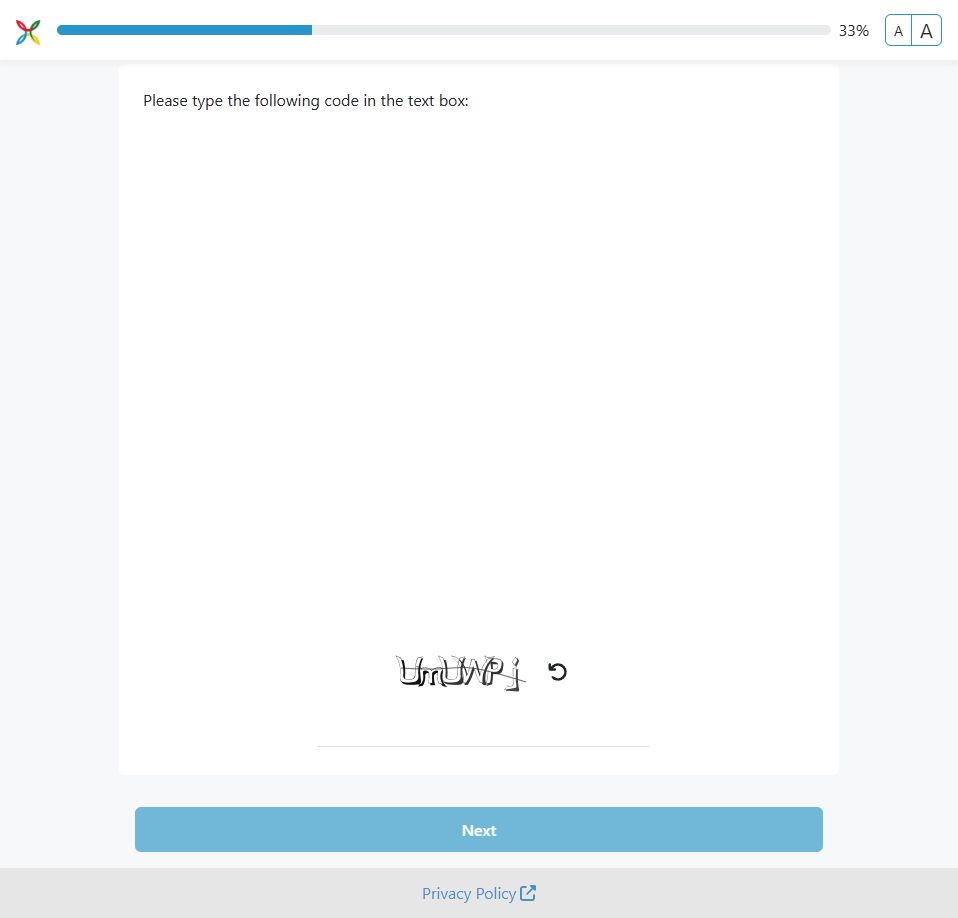 33%
A A
Please type the following code in the text box:
Next
Privacy Policy